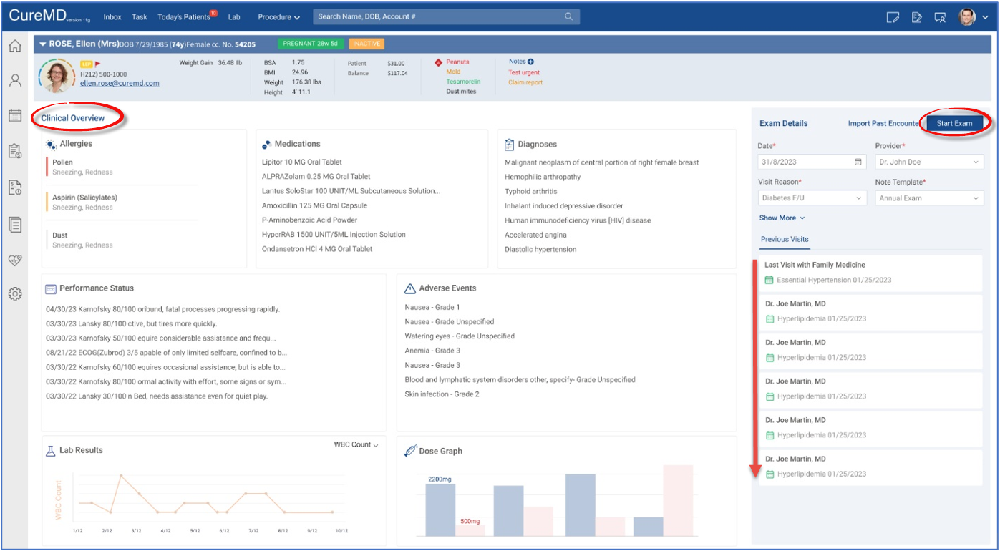 CureMD version 11g
Inbox Task Today's Patients 10 Lab Procedure
Search Name, DOB, Account #
ROSE, Ellen (Mrs)DOB 7/29/1985 (74y)Female cc. No. 54205
PREGNANT 28w 5d
INACTIVE
LEP
H212) 500-1000
ellen.rose@curemd.com
Weight Gain 36.48 llb
BSA 1.75
BMI 24.96
Weight 176.38 lbs
Height 4' 11.1
Patient $31.00
Balance $117.04
Peanuts
Mold
Tesamorelin
Dust mites
Notes
Test urgent
Claim report
Clinical Overview
Allergies
Pollen
Sneezing, Redness
Aspirin (Salicylates)
Sneezing, Redness
Dust
Sneezing, Redness
Medications
Lipitor 10 MG Oral Tablet
ALPRAZolam 0.25 MG Oral Tablet
Lantus SoloStar 100 UNIT/ML Subcutaneous Solution...
Amoxicillin 125 MG Oral Capsule
P-Aminobenzoic Acid Powder
HyperRAB 1500 UNIT/5ML Injection Solution
Ondansetron HCl 4 MG Oral Tablet
Diagnoses
Malignant neoplasm of central portion of right female breast
Hemophilic arthropathy
Typhoid arthritis
Inhalant induced depressive disorder
Human immunodeficiency virus [HIV] disease
Accelerated angina
Diastolic hypertension
Performance Status
04/30/23 Karnofsky 80/100 oribund, fatal processes progressing rapidly.
03/30/23 Lansky 80/100 ctive, but tires more quickly.
03/30/23 Karnofsky 50/100 equire considerable assistance and frequ...
08/21/22 ECOG(Zubrod) 3/5 apable of only limited selfcare, confined to b...
03/30/22 Karnofsky 60/100 equires occasional assistance, but is able to...
03/30/22 Karnofsky 80/100 ormal activity with effort, some signs or sym...
03/30/22 Lansky 30/100 n Bed, needs assistance even for quiet play.
Adverse Events
Nausea - Grade 1
Nausea - Grade Unspecified
Watering eyes - Grade Unspecified
Anemia - Grade 3
Nausea - Grade 3
Blood and lymphatic system disorders other, specify- Grade Unspecified
Skin infection - Grade 2
Lab Results
WBC Count
WBC Count
1/12 2/12 3/12 4/12 5/12 6/12 7/12 8/12 9/12 10/12
Dose Graph
2200mg
500mg
Exam Details
Import Past Encounte
Start Exam
Date* Provider*
31/8/2023 Dr. John Doe
Visit Reason* Note Template*
Diabetes F/U Annual Exam
Show More
Previous Visits
Last Visit with Family Medicine
Essential Hypertension 01/25/2023
Dr. Joe Martin, MD
Hyperlipidemia 01/25/2023
Dr. Joe Martin, MD
Hyperlipidemia 01/25/2023
Dr. Joe Martin, MD
Hyperlipidemia 01/25/2023
Dr. Joe Martin, MD
Hyperlipidemia 01/25/2023
Dr. Joe Martin, MD
Hyperlipidemia 01/25/2023